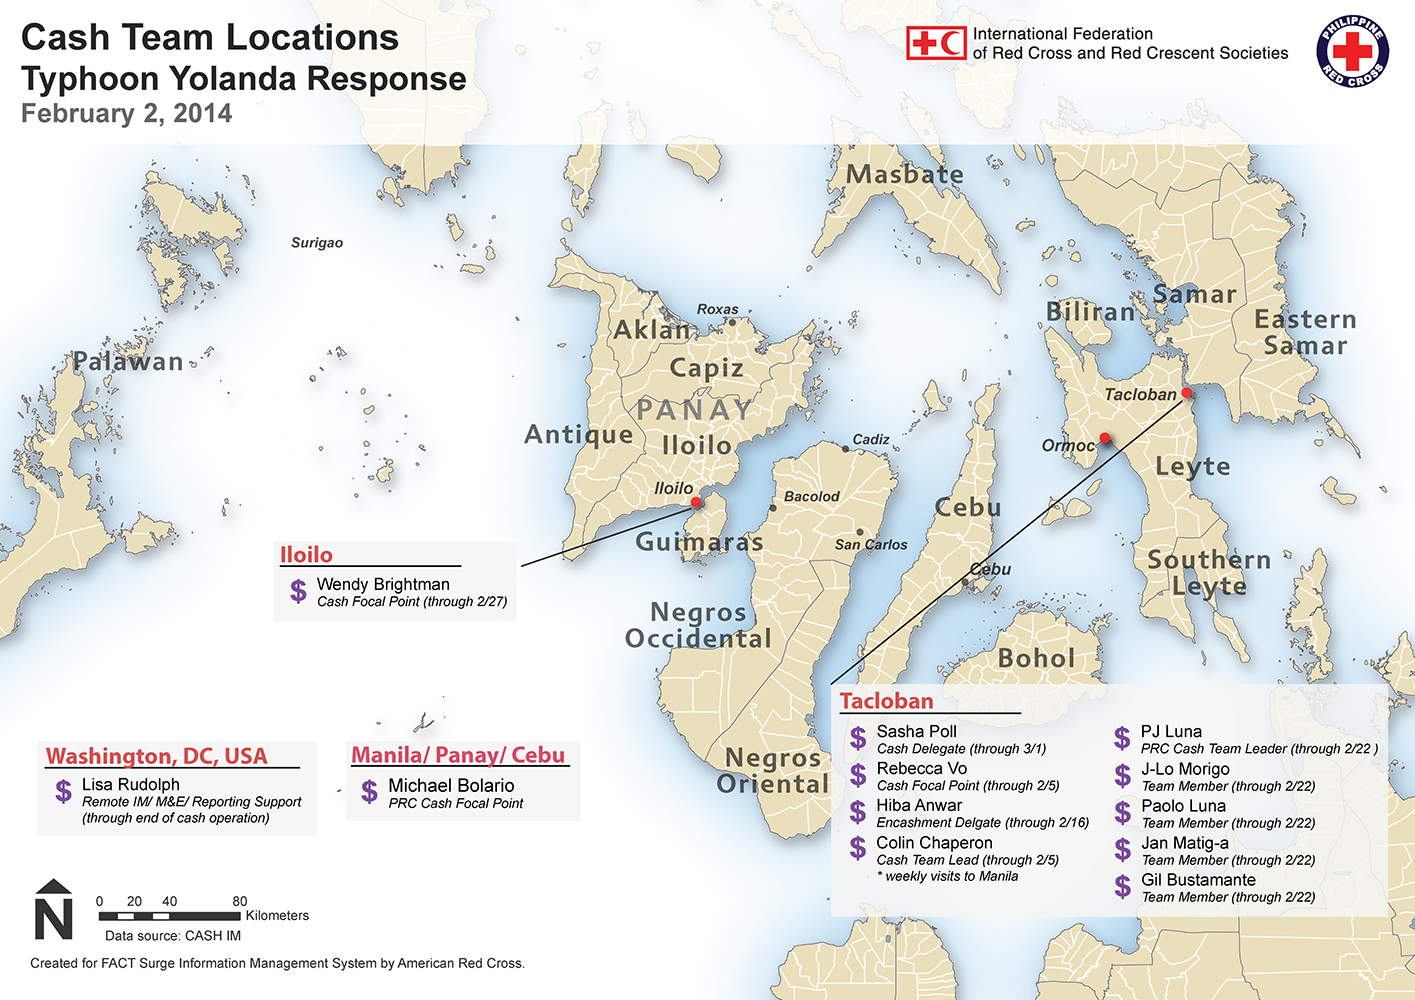 Cash Team Locations
Typhoon Yolanda Response
February 2, 2014
International Federation
of Red Cross and Red Crescent Societies
PHILIPPINE
RED CROSS
Masbate
Surigao
Samar
Biliran
Eastern
Samar
Roxas
Aklan
Palawan
Capiz
Tacloban
PANAY
Antique
Iloilo
Cadiz
Ormoc
Leyte
Iloilo
Bacolod
Cebu
Guimaras
San Carlos
Southern
Leyte
Cebu
Negros
Occidental
Bohol
Negros
Oriental
Iloilo
$ Wendy Brightman
Cash Focal Point (through 2/27)
Washington, DC, USA
$ Lisa Rudolph
Remote IM/ M&E/ Reporting Support
(through end of cash operation)
Manila/ Panay/ Cebu
$ Michael Bolario
PRC Cash Focal Point
Tacloban
$ Sasha Poll
Cash Delegate (through 3/1)
$ Rebecca Vo
Cash Focal Point (through 2/5)
$ Hiba Anwar
Encashment Delgate (through 2/16)
$ Colin Chaperon
Cash Team Lead (through 2/5)
* weekly visits to Manila
$ PJ Luna
PRC Cash Team Leader (through 2/22 )
$ J-Lo Morigo
Team Member (through 2/22)
$ Paolo Luna
Team Member (through 2/22)
$ Jan Matig-a
Team Member (through 2/22)
$ Gil Bustamante
Team Member (through 2/22)
N
0 20 40 80
Kilometers
Data source: CASH IM
Created for FACT Surge Information Management System by American Red Cross.